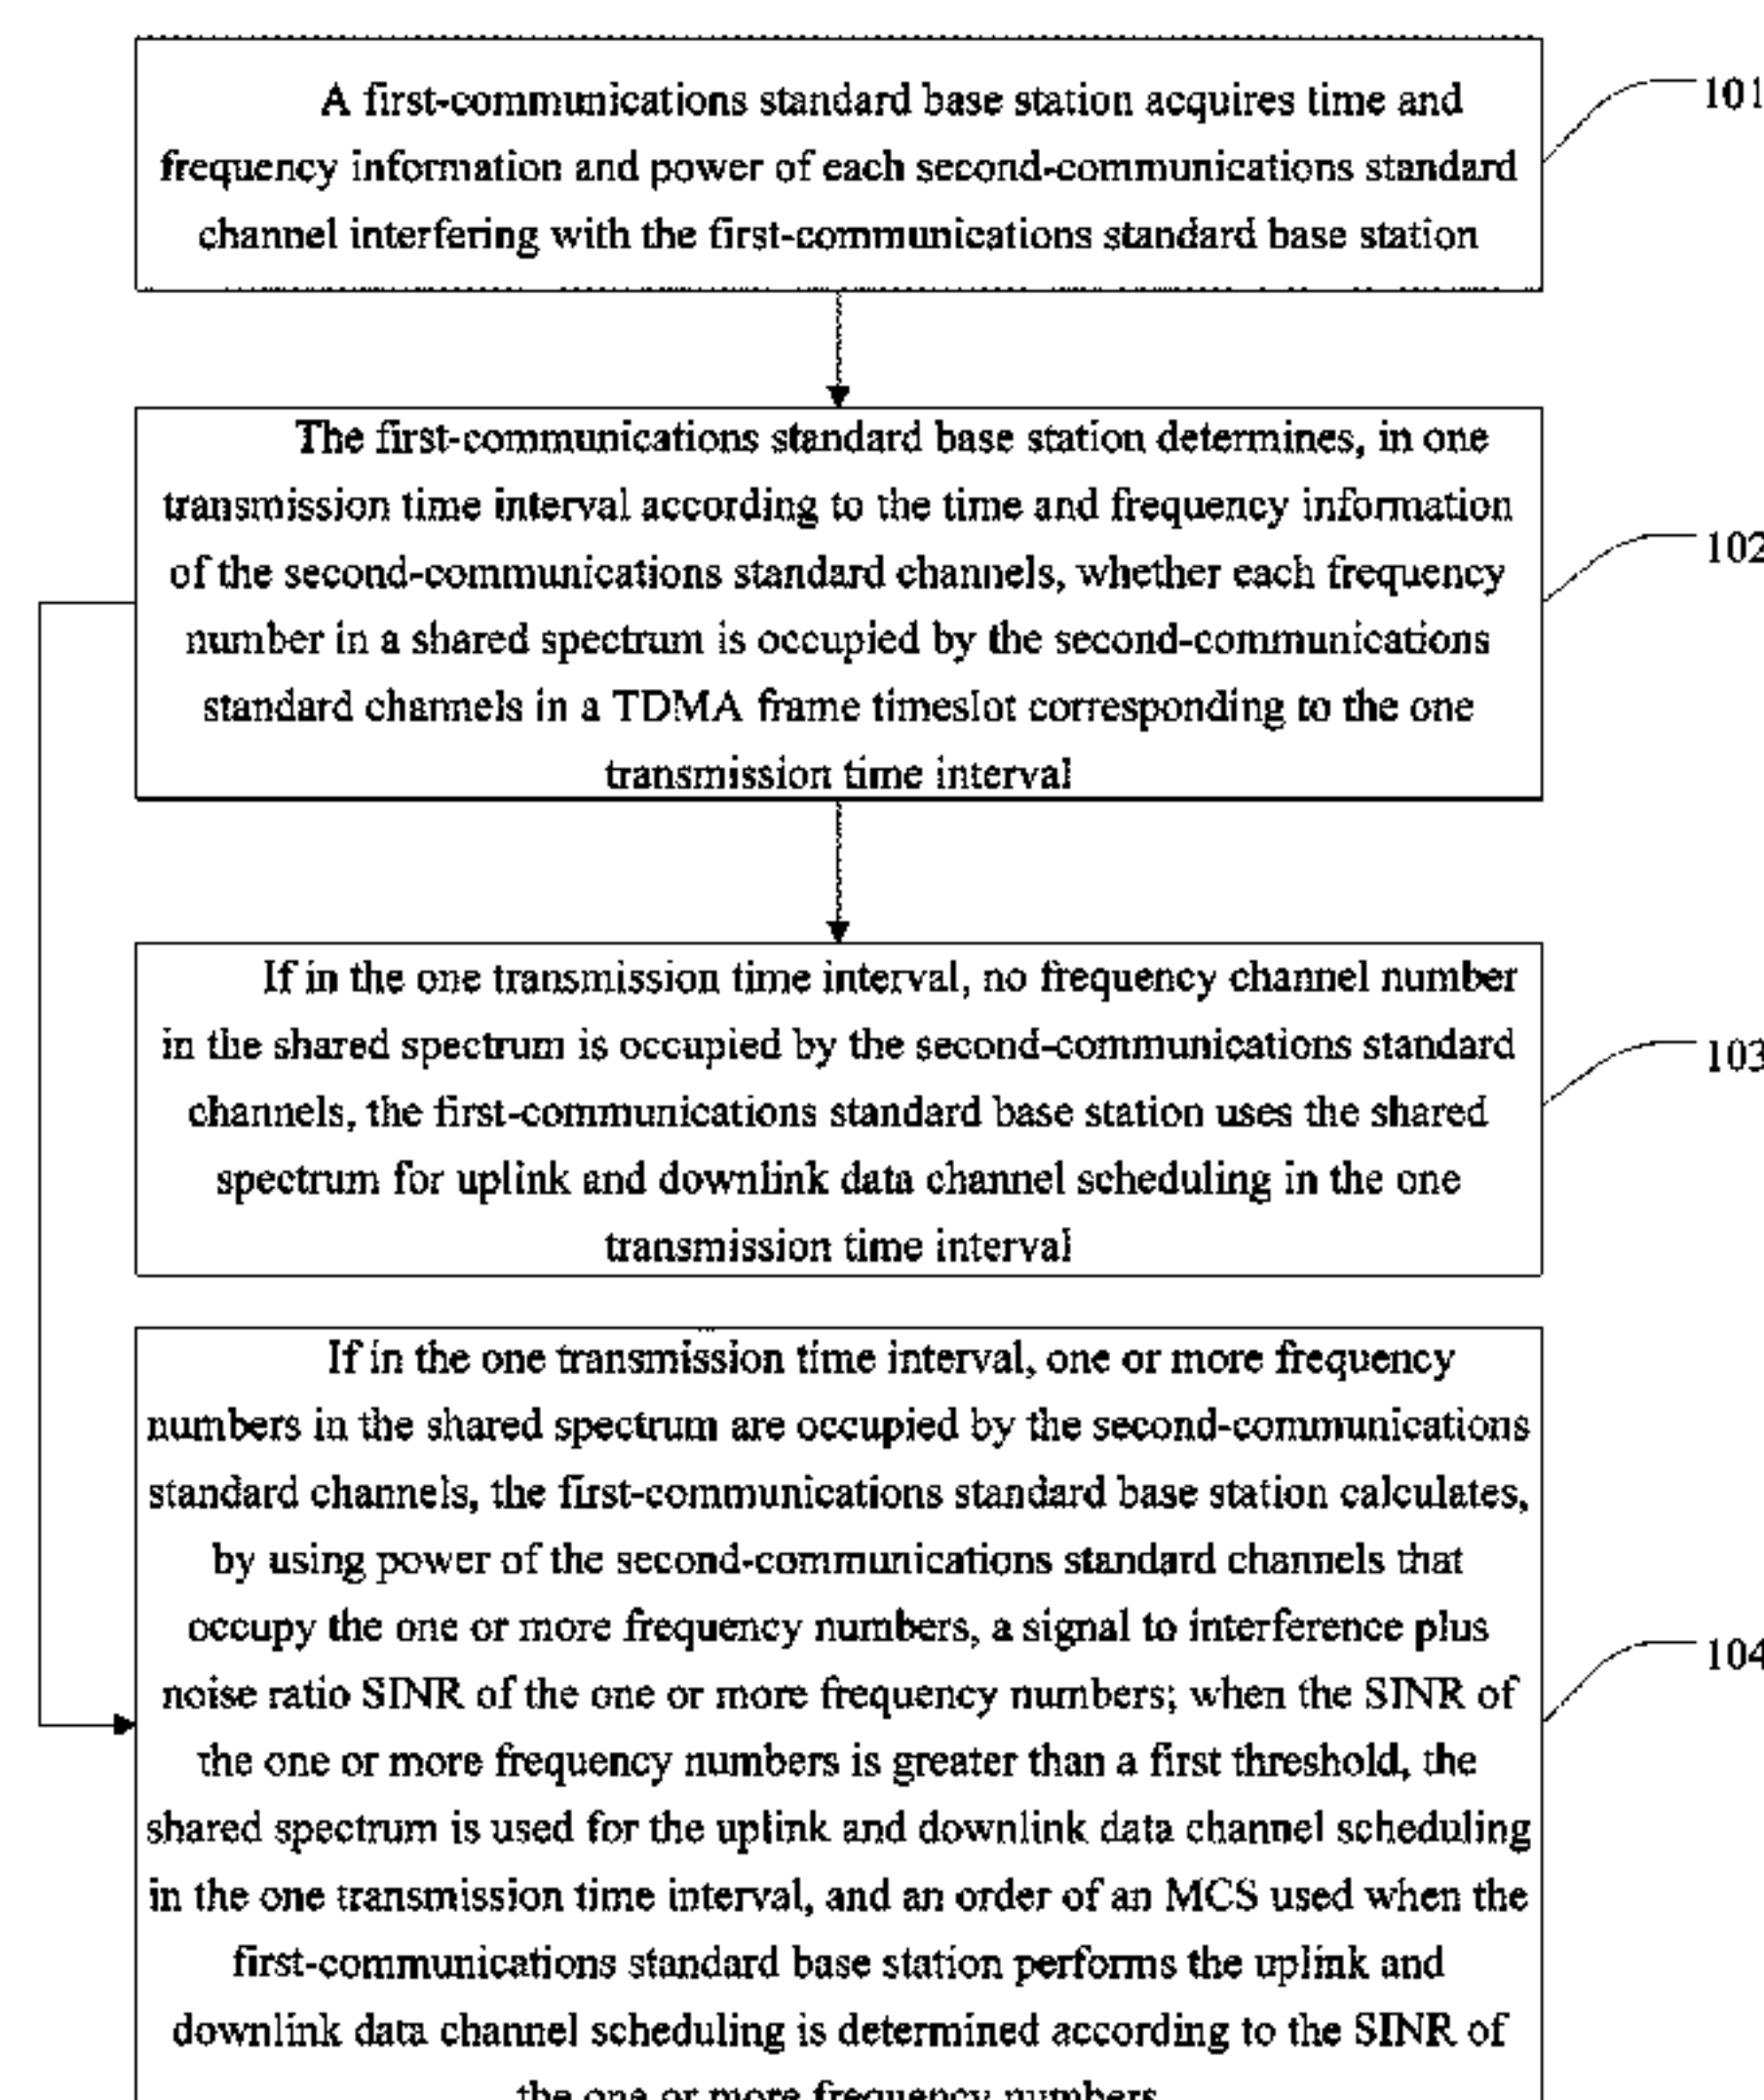 A first-communications standard base station acquires time and
frequency information and power of each second-communications standard
channel interfering with the first-communications standard base station
101
The first-communications standard base station determines, in one
transmission time interval according to the time and frequency information
of the second-communications standard channels, whether each frequency
number in a shared spectrum is occupied by the second-communications
standard channels in a TDMA frame timeslot corresponding to the one
transmission time interval
102
If in the one transmission time interval, no frequency channel number
in the shared spectrum is occupied by the second-communications standard
channels, the first-communications standard base station uses the shared
spectrum for uplink and downlink data channel scheduling in the one
transmission time interval
103
If in the one transmission time interval, one or more frequency
numbers in the shared spectrum are occupied by the second-communications
standard channels, the first-communications standard base station calculates,
by using power of the second-communications standard channels that
occupy the one or more frequency numbers, a signal to interference plus
noise ratio SINR of the one or more frequency numbers; when the SINR of
the one or more frequency numbers is greater than a first threshold, the
shared spectrum is used for the uplink and downlink data channel scheduling
in the one transmission time interval, and an order of an MCS used when the
first-communications standard base station performs the uplink and
downlink data channel scheduling is determined according to the SINR of
the one or more frequency numbers
104